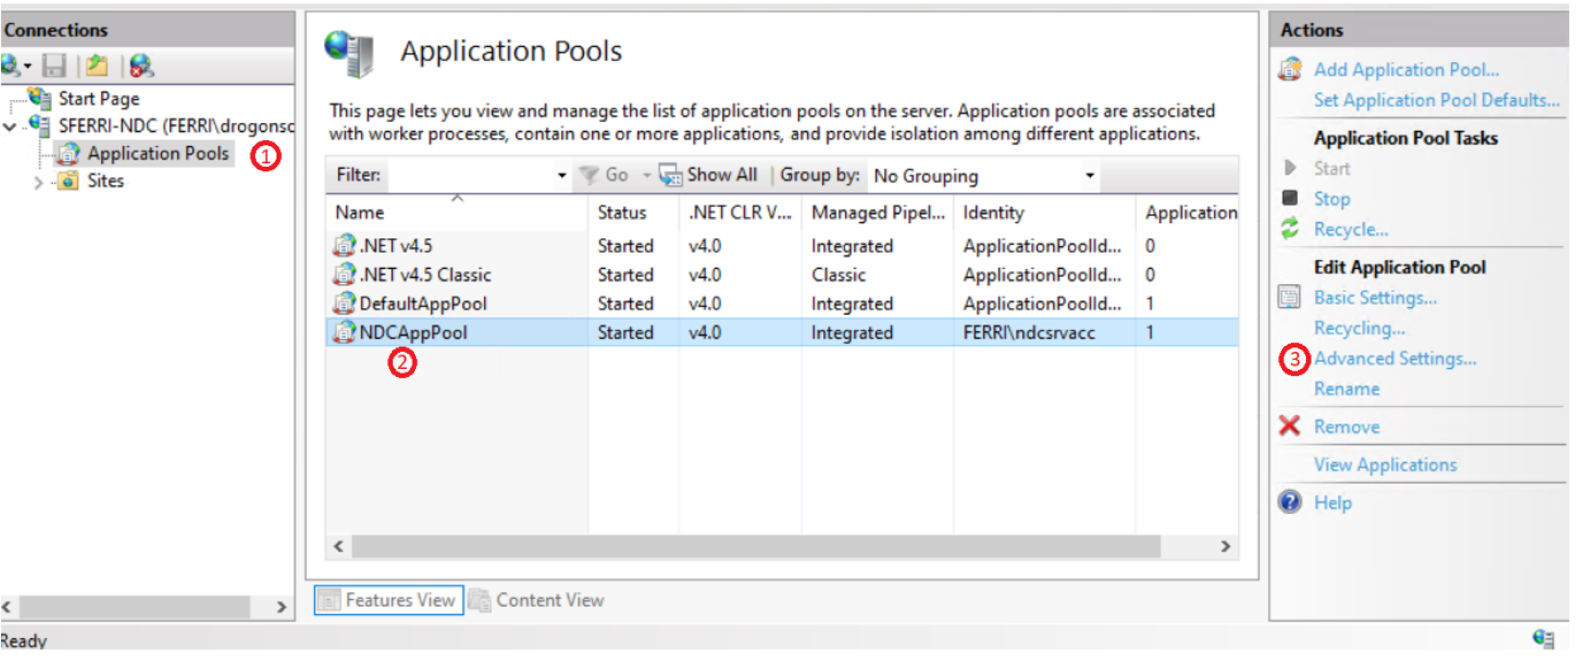 Connections
Start Page
SFERRI-NDC (FERRI\drogonsc
Application Pools 1
Sites
Application Pools
This page lets you view and manage the list of application pools on the server. Application pools are associated
with worker processes, contain one or more applications, and provide isolation among different applications.
Filter: Go Show All Group by: No Grouping
Name Status .NET CLR V... Managed Pipel... Identity Application
.NET v4.5 Started v4.0 Integrated ApplicationPoolId... 0
.NET v4.5 Classic Started v4.0 Classic ApplicationPoolId... 0
DefaultAppPool Started v4.0 Integrated ApplicationPoolId... 1
NDCAppPool Started v4.0 Integrated FERRI\ndcsrvacc 1
2
Features View Content View
Actions
Add Application Pool...
Set Application Pool Defaults...
Application Pool Tasks
Start
Stop
Recycle...
Edit Application Pool
Basic Settings...
Recycling...
3 Advanced Settings...
Rename
Remove
View Applications
Help
Ready